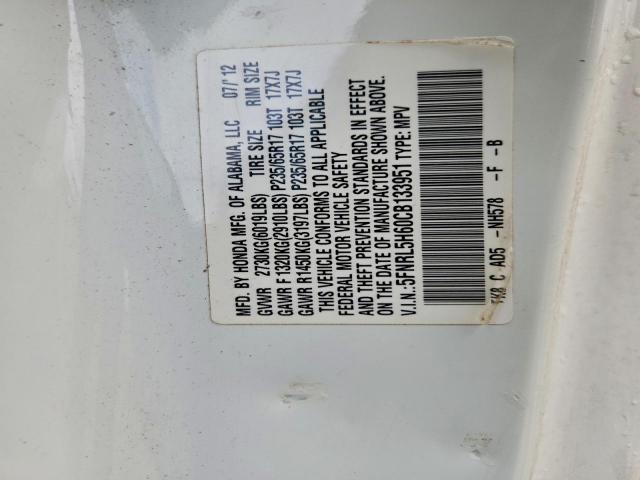 MFD. BY HONDA MFG. OF ALABAMA, LLC 07/'12
GVWR 2730KG(6019LBS) TIRE SIZE RIM SIZE
GAWR F 1320KG(2910LBS) P235/65R17 103T 17X7J
GAWR R 1450KG(3197LBS) P235/65R17 103T 17X7J
THIS VEHICLE CONFORMS TO ALL APPLICABLE
FEDERAL MOTOR VEHICLE SAFETY
AND THEFT PREVENTION STANDARDS IN EFFECT
ON THE DATE OF MANUFACTURE SHOWN ABOVE.
V.I.N.:5FNRL5H60CB133951 TYPE:MPV
C AD5 -NH578 -F -B